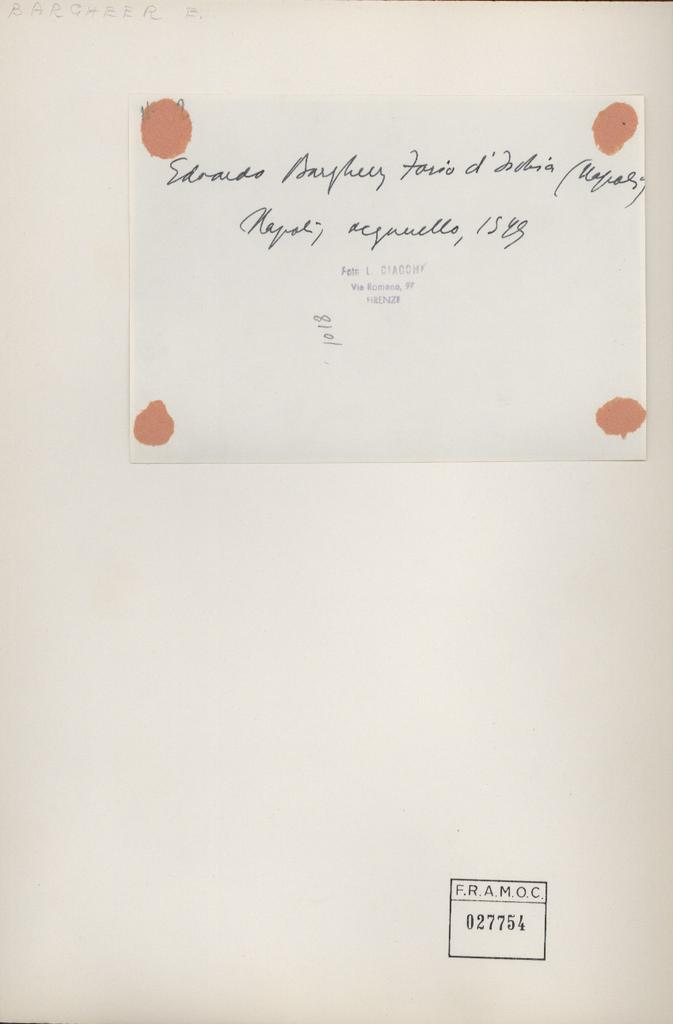 BARGHEER E.
Edoardo Bargheer, Forio d'Ischia (Napoli)
Napoli, acquarello, 1949
Foto L. GIACOMI
Via Romana, 97
FIRENZE
1018
F.R.A.M.O.C.
027754